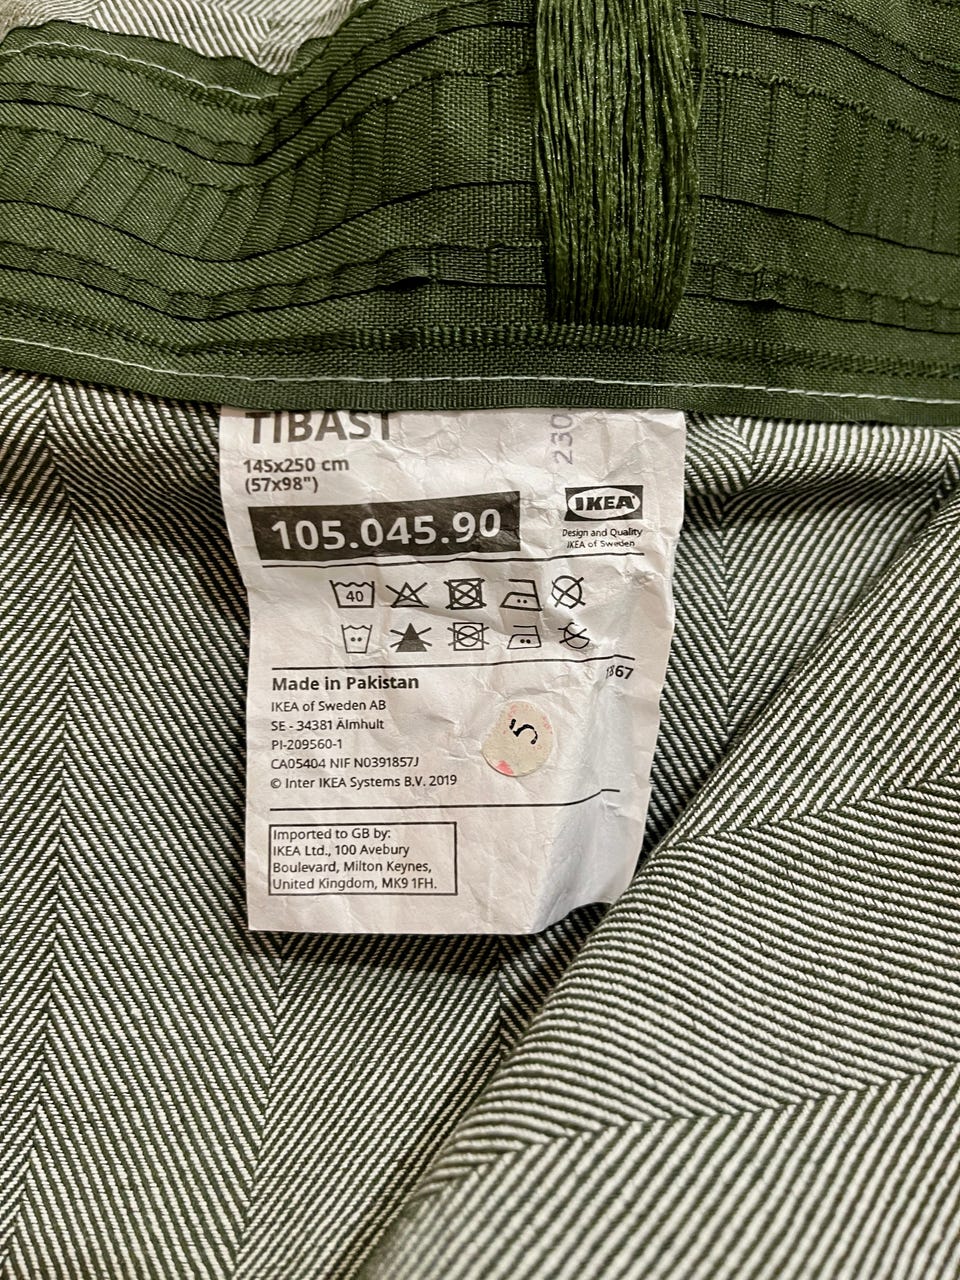 TIBAST
145x250 cm
(57x98")
230
105.045.90
IKEA
Design and Quality
IKEA of Sweden
40
Made in Pakistan
IKEA of Sweden AB
SE - 34381 Älmhult
PI-209560-1
CA05404 NIF N0391857J
© Inter IKEA Systems B.V. 2019
5
Imported to GB by:
IKEA Ltd., 100 Avebury
Boulevard, Milton Keynes,
United Kingdom, MK9 1FH.